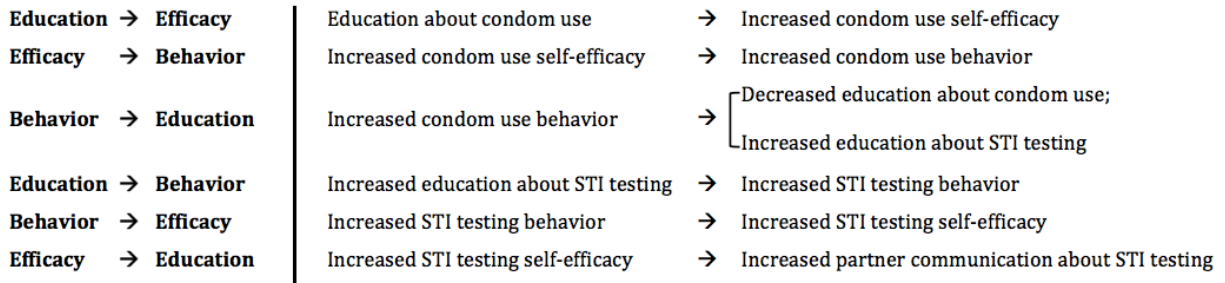 Education → Efficacy Education about condom use → Increased condom use self-efficacy
Efficacy → Behavior Increased condom use self-efficacy → Increased condom use behavior
Behavior → Education Increased condom use behavior → Decreased education about condom use;
Increased education about STI testing
Education → Behavior Increased education about STI testing → Increased STI testing behavior
Behavior → Efficacy Increased STI testing behavior → Increased STI testing self-efficacy
Efficacy → Education Increased STI testing self-efficacy → Increased partner communication about STI testing